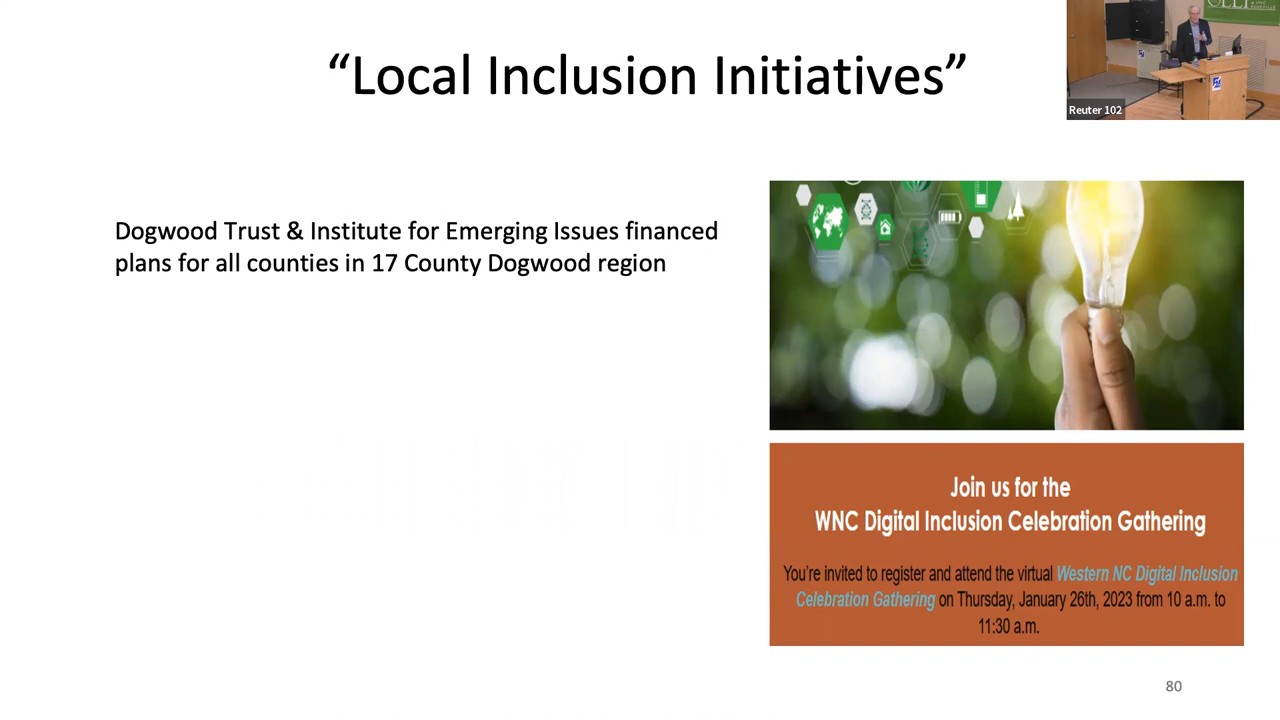 “Local Inclusion Initiatives”
Reuter 102
Dogwood Trust & Institute for Emerging Issues financed
plans for all counties in 17 County Dogwood region
Join us for the
WNC Digital Inclusion Celebration Gathering
You're invited to register and attend the virtual Western NC Digital Inclusion
Celebration Gathering on Thursday, January 26th, 2023 from 10 a.m. to
11:30 a.m.
80